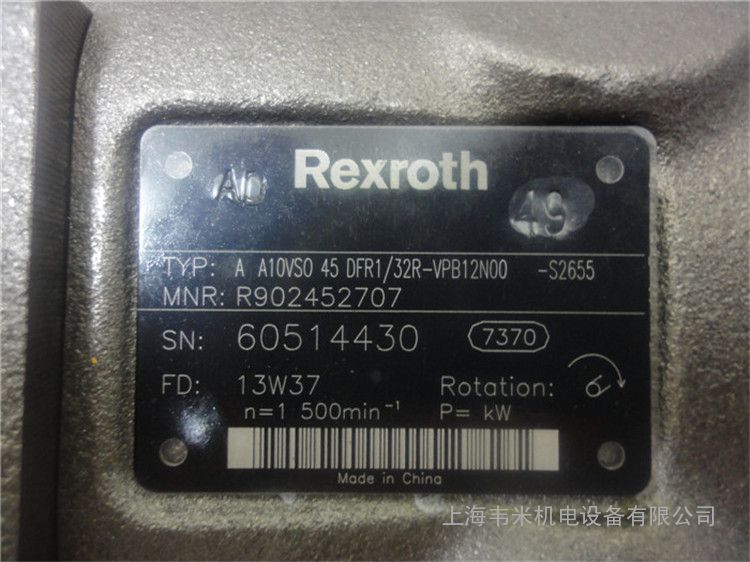 Rexroth
AD
49
TYP: A A10VSO 45 DFR1/32R-VPB12N00 -S2655
MNR: R902452707
SN: 60514430 7370
FD: 13W37 Rotation:
n=1 500min⁻¹ P= kW
Made in China
上海韦米机电设备有限公司